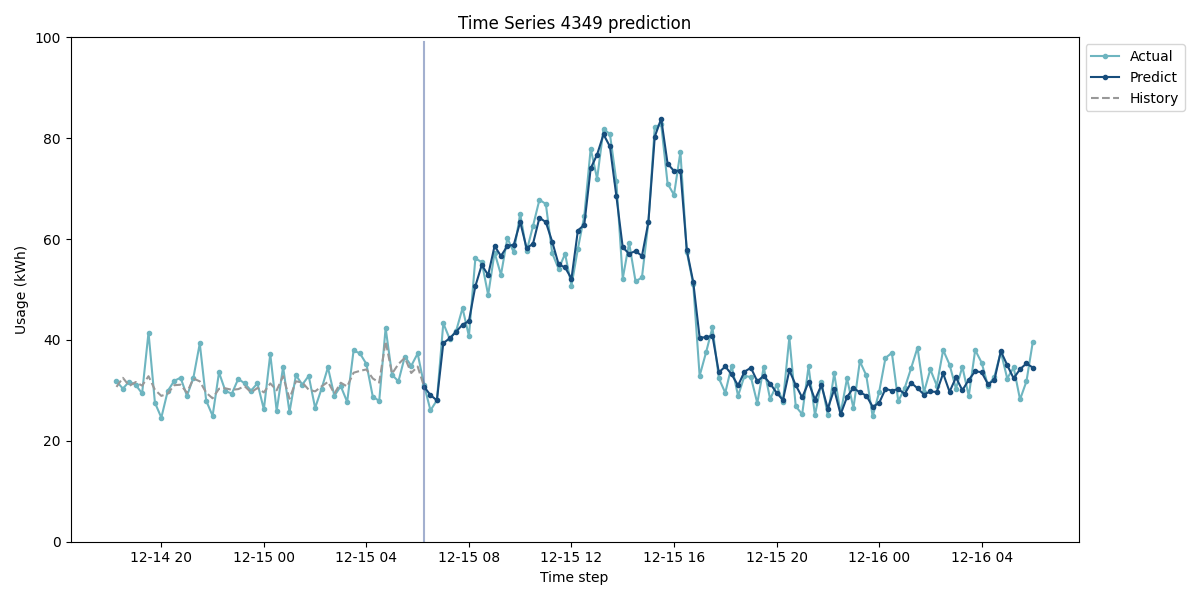 Time Series 4349 prediction
Usage (kWh)
100
80
60
40
20
0
12-14 20
12-15 00
12-15 04
12-15 08
12-15 12
12-15 16
12-15 20
12-16 00
12-16 04
Time step
Actual
Predict
History